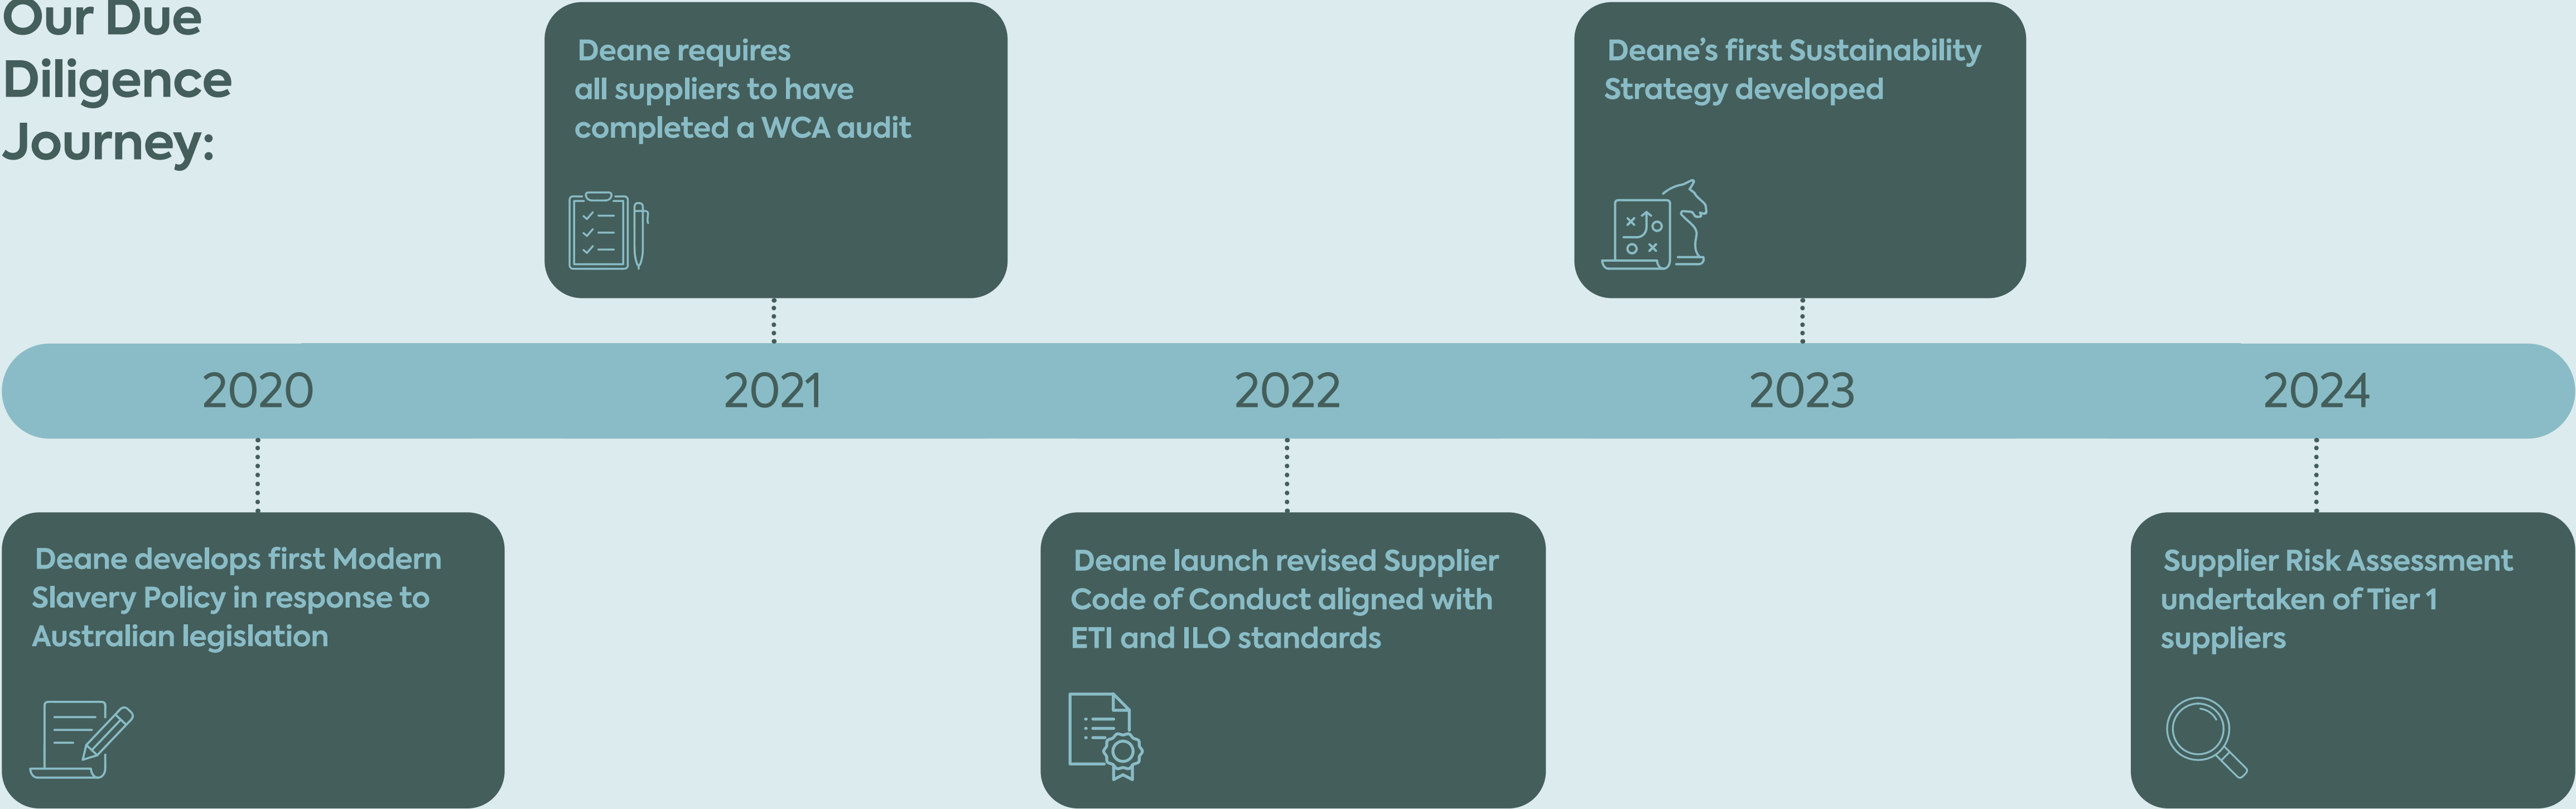 Our Due
Diligence
Journey:
Deane requires
all suppliers to have
completed a WCA audit
Deane’s first Sustainability
Strategy developed
2020
2021
2022
2023
2024
Deane develops first Modern
Slavery Policy in response to
Australian legislation
Deane launch revised Supplier
Code of Conduct aligned with
ETI and ILO standards
Supplier Risk Assessment
undertaken of Tier 1
suppliers